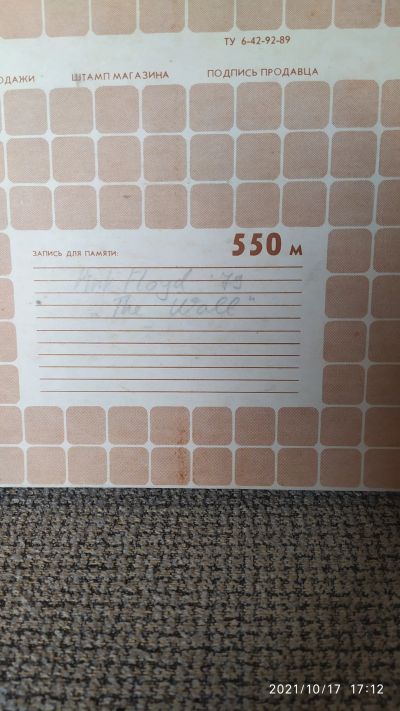 ТУ 6-42-92-89
ОДАЖИ ШТАМП МАГАЗИНА ПОДПИСЬ ПРОДАВЦА
ЗАПИСЬ ДЛЯ ПАМЯТИ: 550 М
Pink Floyd '79
„The Wall"
2021/10/17 17:12